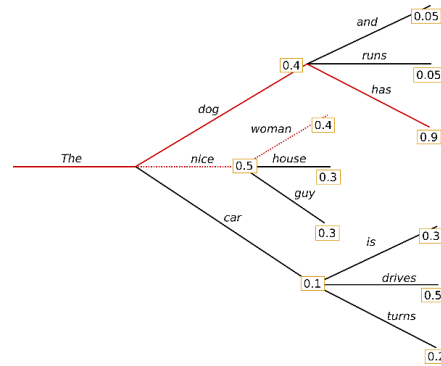 and
0.05
runs
0.4
0.05
has
dog
0.9
woman
0.4
The
nice
0.5
house
0.3
guy
car
0.3
is
0.3
0.1
drives
0.5
turns